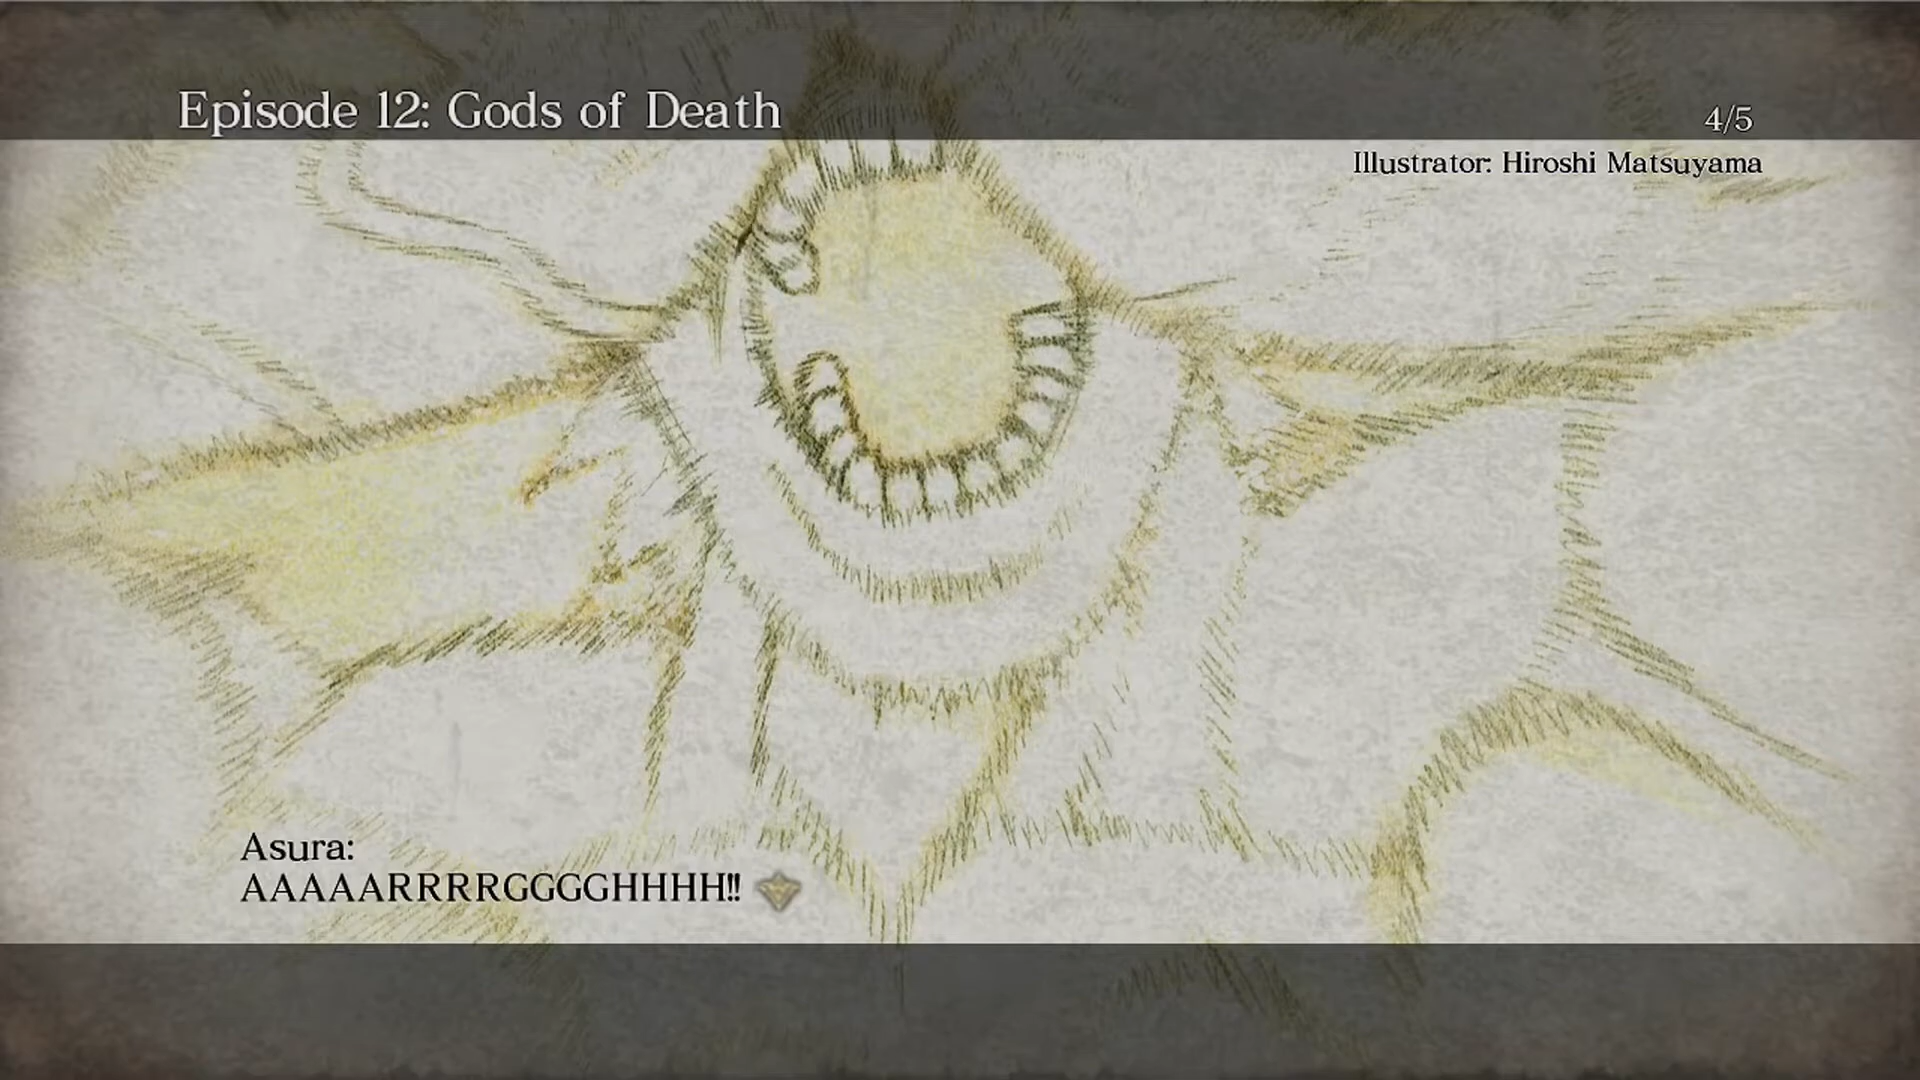 Episode 12: Gods of Death
4/5
Illustrator: Hiroshi Matsuyama
Asura:
AAAAARRRRGGGGHHHH!!